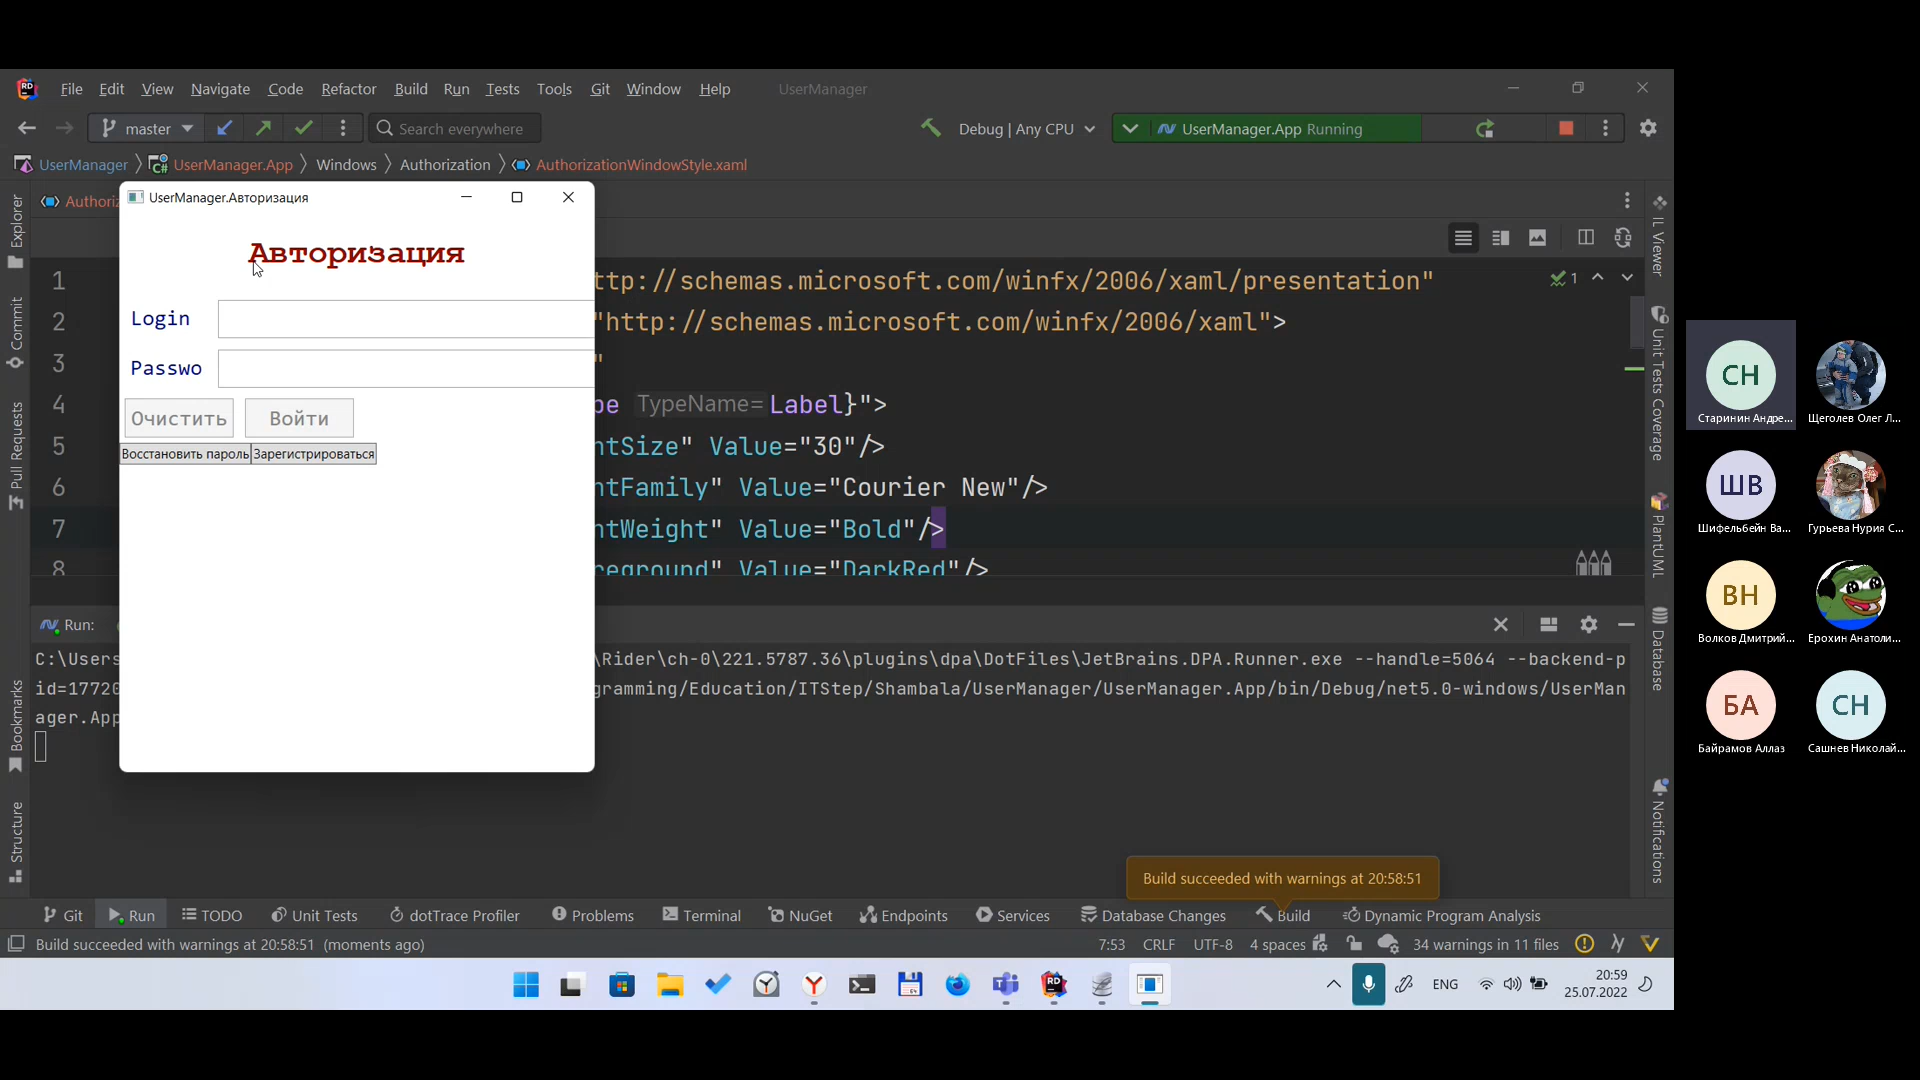 File Edit View Navigate Code Refactor Build Run Tests Tools Git Window Help UserManager
master Search everywhere Debug | Any CPU UserManager.App Running
UserManager UserManager.App Windows Authorization AuthorizationWindowStyle.xaml
Authoriz
UserManager.Авторизация
Авторизация
Login
Passwo
Очистить Войти
Восстановить пароль Зарегистрироваться
1 ttp://schemas.microsoft.com/winfx/2006/xaml/presentation"
2 "http://schemas.microsoft.com/winfx/2006/xaml">
3 "
4 pe TypeName=Label}">
5 ntSize" Value="30"/>
6 ntFamily" Value="Courier New"/>
7 ntWeight" Value="Bold"/>
8 reground" Value="DarkRed"/>
1
Explorer
Commit
Pull Requests
Bookmarks
Structure
IL Viewer
Unit Tests Coverage
PlantUML
Database
Notifications
Run:
C:\Users \Rider\ch-0\221.5787.36\plugins\dpa\DotFiles\JetBrains.DPA.Runner.exe --handle=5064 --backend-p
id=17720 gramming/Education/ITStep/Shambala/UserManager/UserManager.App/bin/Debug/net5.0-windows/UserMan
ager.App
Build succeeded with warnings at 20:58:51
Git Run TODO Unit Tests dotTrace Profiler Problems Terminal NuGet Endpoints Services Database Changes Build Dynamic Program Analysis
Build succeeded with warnings at 20:58:51 (moments ago) 7:53 CRLF UTF-8 4 spaces 34 warnings in 11 files
ENG 20:59
25.07.2022
СН
Старинин Андре... Щеголев Олег Л...
ШВ
Шифельбейн Ва... Гурьева Нурия С...
ВН
Волков Дмитрий... Ерохин Анатоли...
БА СН
Байрамов Аллаз Сашнев Николай...